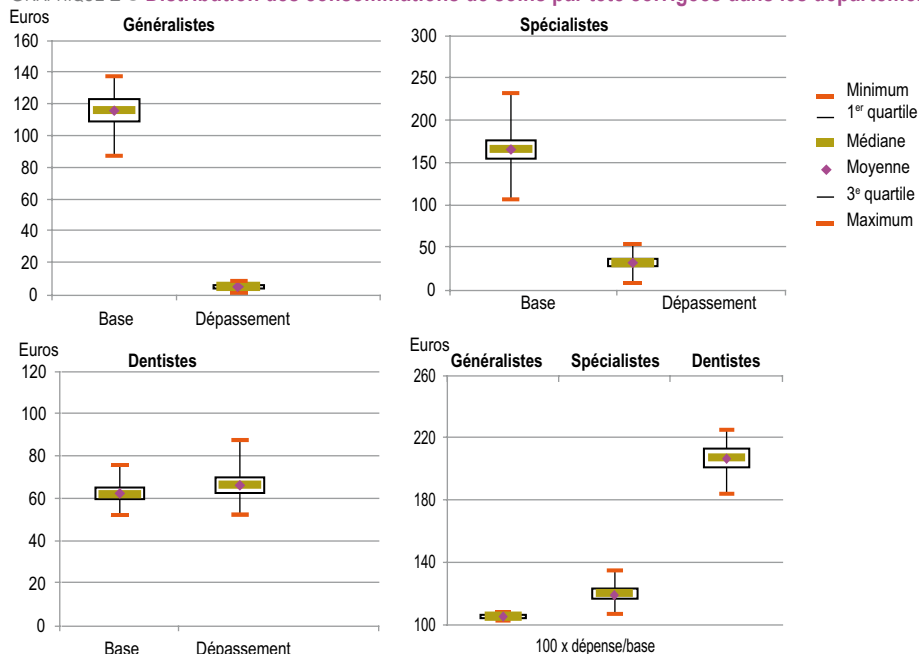 Distribution des consommations de soins par tête corrigées dans les
Euros
Généralistes
160
140
120
100
80
60
40
20
0
Base Dépassement
Spécialistes
300
250
200
150
100
50
0
Base Dépassement
Minimum
1er quartile
Médiane
Moyenne
3e quartile
Maximum
Euros
Dentistes
120
100
80
60
40
20
0
Base Dépassement
Euros
Généralistes Spécialistes Dentistes
260
220
180
140
100
100 x dépense/base